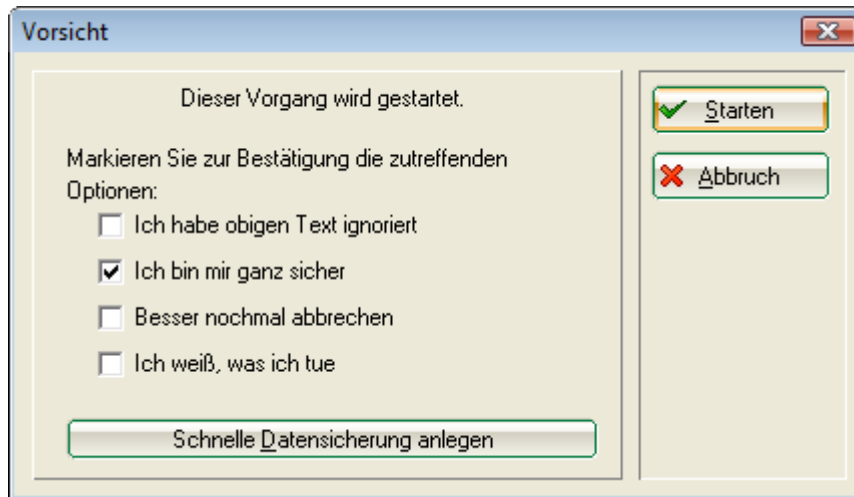 Vorsicht
Dieser Vorgang wird gestartet.
Markieren Sie zur Bestätigung die zutreffenden
Optionen:
Ich habe obigen Text ignoriert
Ich bin mir ganz sicher
Besser nochmal abbrechen
Ich weiß, was ich tue
Schnelle Datensicherung anlegen
Starten
Abbruch